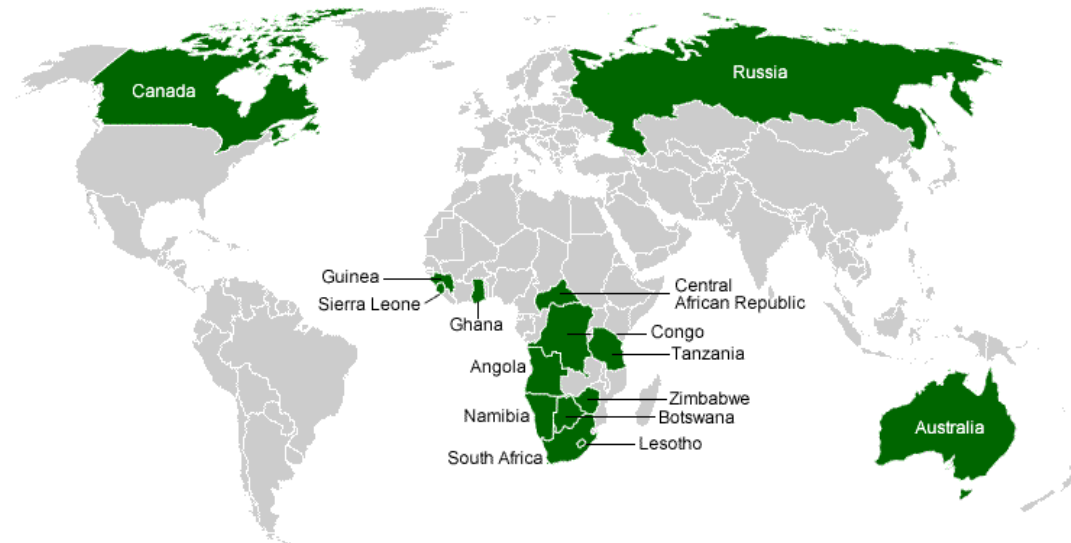 Canada
Russia
Guinea
Sierra Leone
Ghana
Central
African Republic
Congo
Tanzania
Angola
Zimbabwe
Namibia
Botswana
Lesotho
South Africa
Australia